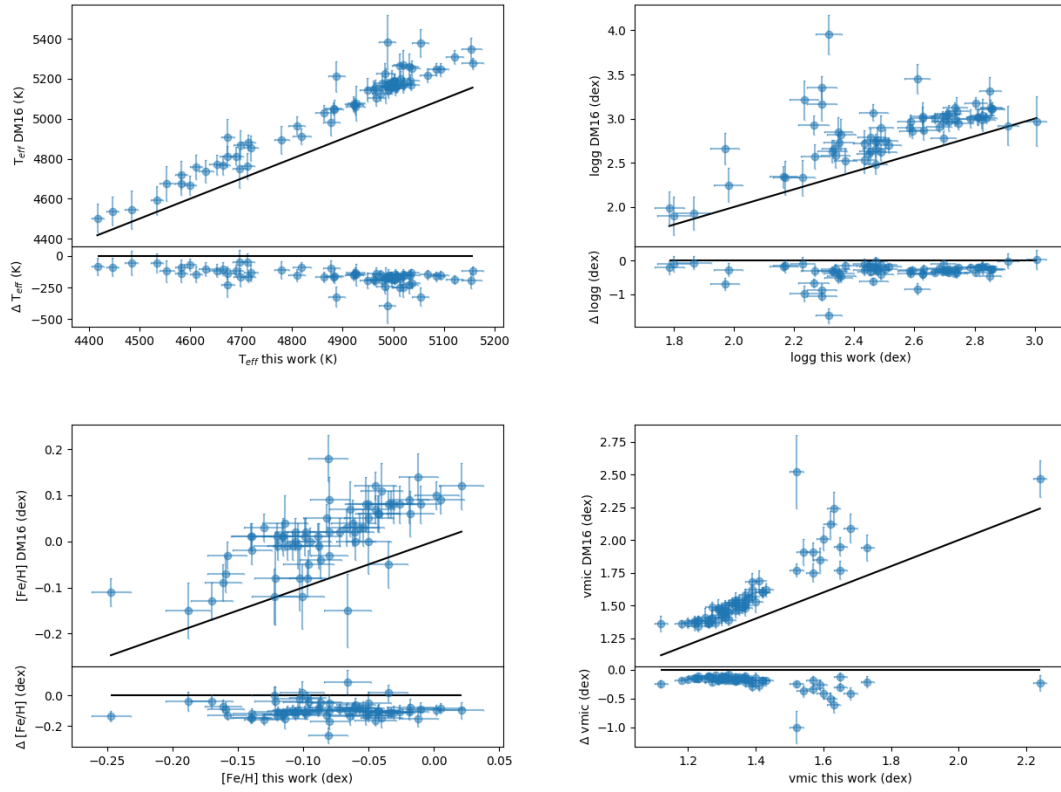 T_eff DM16 (K)
5400
5200
5000
4800
4600
4400
Δ T_eff (K)
0
−250
−500
4400 4500 4600 4700 4800 4900 5000 5100 5200
T_eff this work (K)
logg DM16 (dex)
4.0
3.5
3.0
2.5
2.0
Δ logg (dex)
0
−1
1.8 2.0 2.2 2.4 2.6 2.8 3.0
logg this work (dex)
[Fe/H] DM16 (dex)
0.2
0.1
0.0
−0.1
−0.2
Δ [Fe/H] (dex)
0.0
−0.2
−0.25 −0.20 −0.15 −0.10 −0.05 0.00 0.05
[Fe/H] this work (dex)
vmic DM16 (dex)
2.75
2.50
2.25
2.00
1.75
1.50
1.25
Δ vmic (dex)
0.0
−0.5
−1.0
1.2 1.4 1.6 1.8 2.0 2.2
vmic this work (dex)